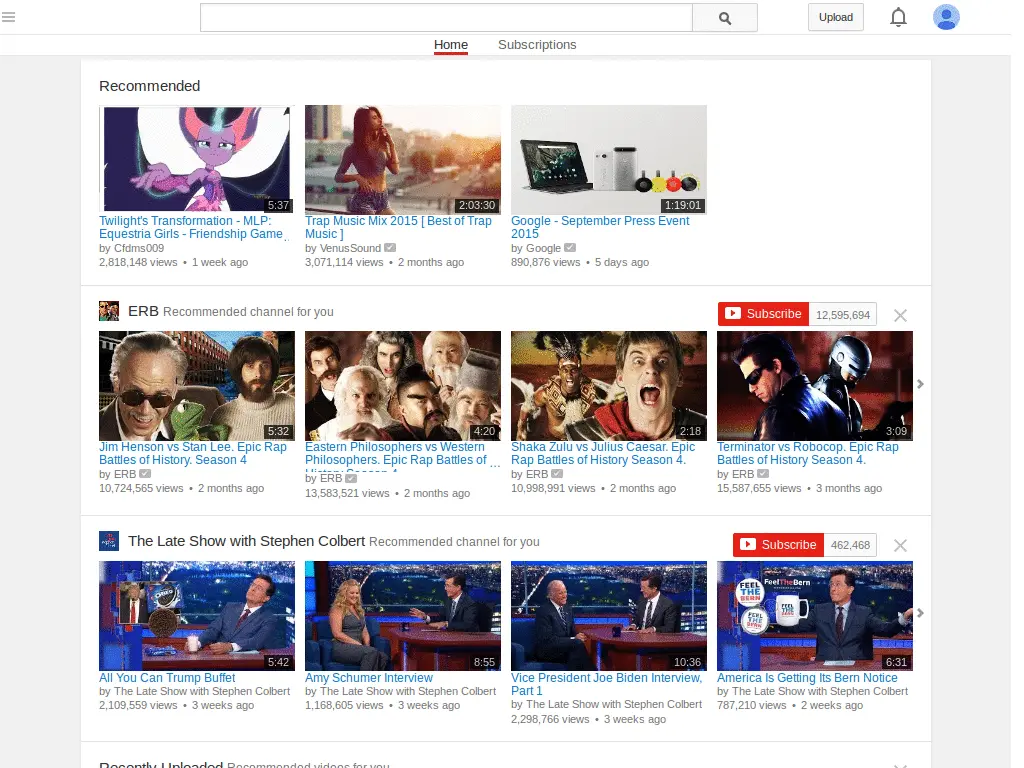 Upload
Home
Subscriptions
Recommended
5:37
2:03:30
1:19:01
Twilight's Transformation - MLP:
Equestria Girls - Friendship Game
by Cfdms009
2,818,148 views • 1 week ago
Trap Music Mix 2015 [ Best of Trap
Music ]
by VenusSound
3,071,114 views • 2 months ago
Google - September Press Event
2015
by Google
890,876 views • 5 days ago
ERB Recommended channel for you
Subscribe 12,595,694
5:32
4:20
2:18
3:09
Jim Henson vs Stan Lee. Epic Rap
Battles of History. Season 4
by ERB
10,724,565 views • 2 months ago
Eastern Philosophers vs Western
Philosophers. Epic Rap Battles of ...
History Season 4
by ERB
13,583,521 views • 2 months ago
Shaka Zulu vs Julius Caesar. Epic
Rap Battles of History Season 4.
by ERB
10,998,991 views • 2 months ago
Terminator vs Robocop. Epic Rap
Battles of History Season 4.
by ERB
15,587,655 views • 3 months ago
The Late Show with Stephen Colbert Recommended channel for you
Subscribe 462,468
OREO
5:42
8:55
10:36
FEEL THE BERN
FeelTheBern
FEEL THE BERN
FEEL THE BERN
6:31
All You Can Trump Buffet
by The Late Show with Stephen Colbert
2,109,559 views • 3 weeks ago
Amy Schumer Interview
by The Late Show with Stephen Colbert
1,168,605 views • 3 weeks ago
Vice President Joe Biden Interview,
Part 1
by The Late Show with Stephen Colbert
2,298,766 views • 3 weeks ago
America Is Getting Its Bern Notice
by The Late Show with Stephen Colbert
787,210 views • 2 weeks ago
Recently Uploaded Recommended videos for you